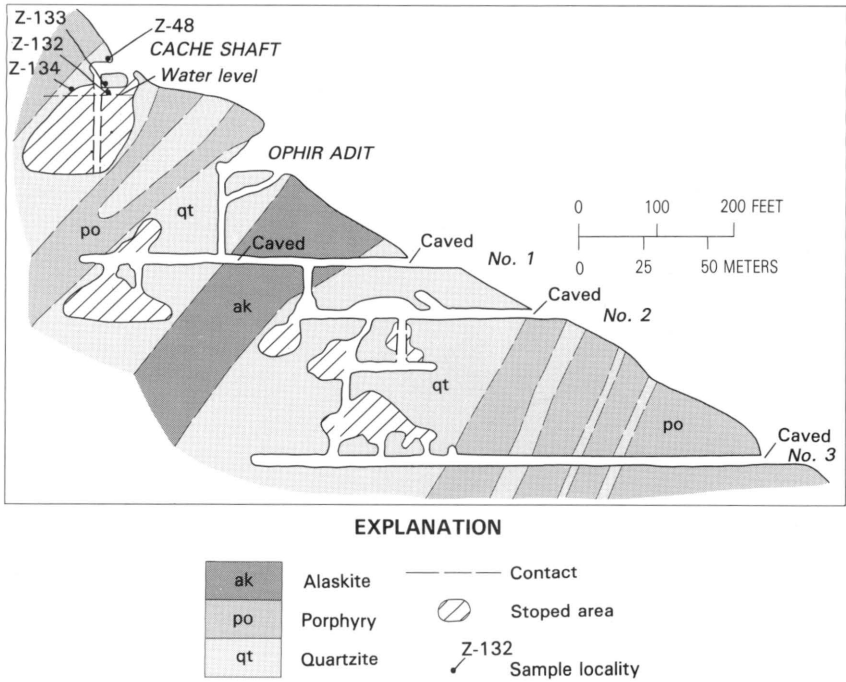 Z-133
Z-48
CACHE SHAFT
Z-132
Z-134
Water level
OPHIR ADIT
qt
po
Caved
Caved
No. 1
0 100 200 FEET
0 25 50 METERS
ak
Caved
No. 2
qt
po
Caved
No. 3
EXPLANATION
ak Alaskite
po Porphyry
qt Quartzite
Contact
Stoped area
Z-132
Sample locality